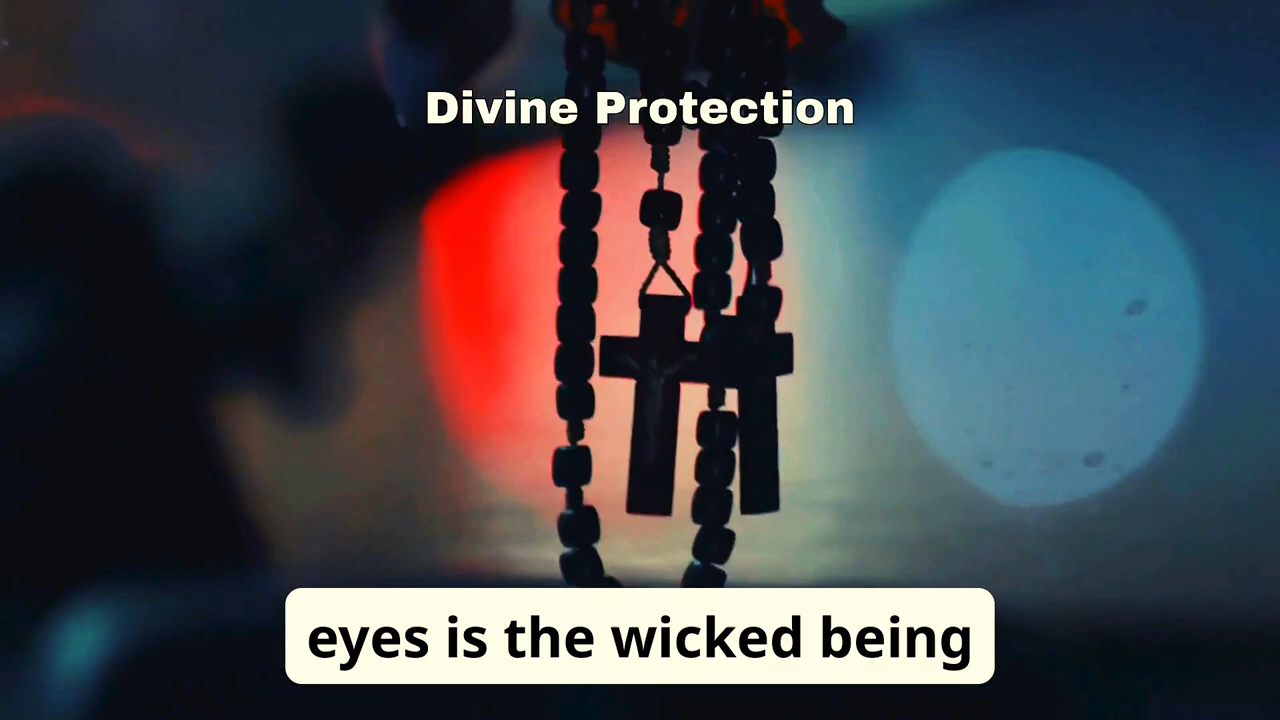 Divine Protection
eyes is the wicked being